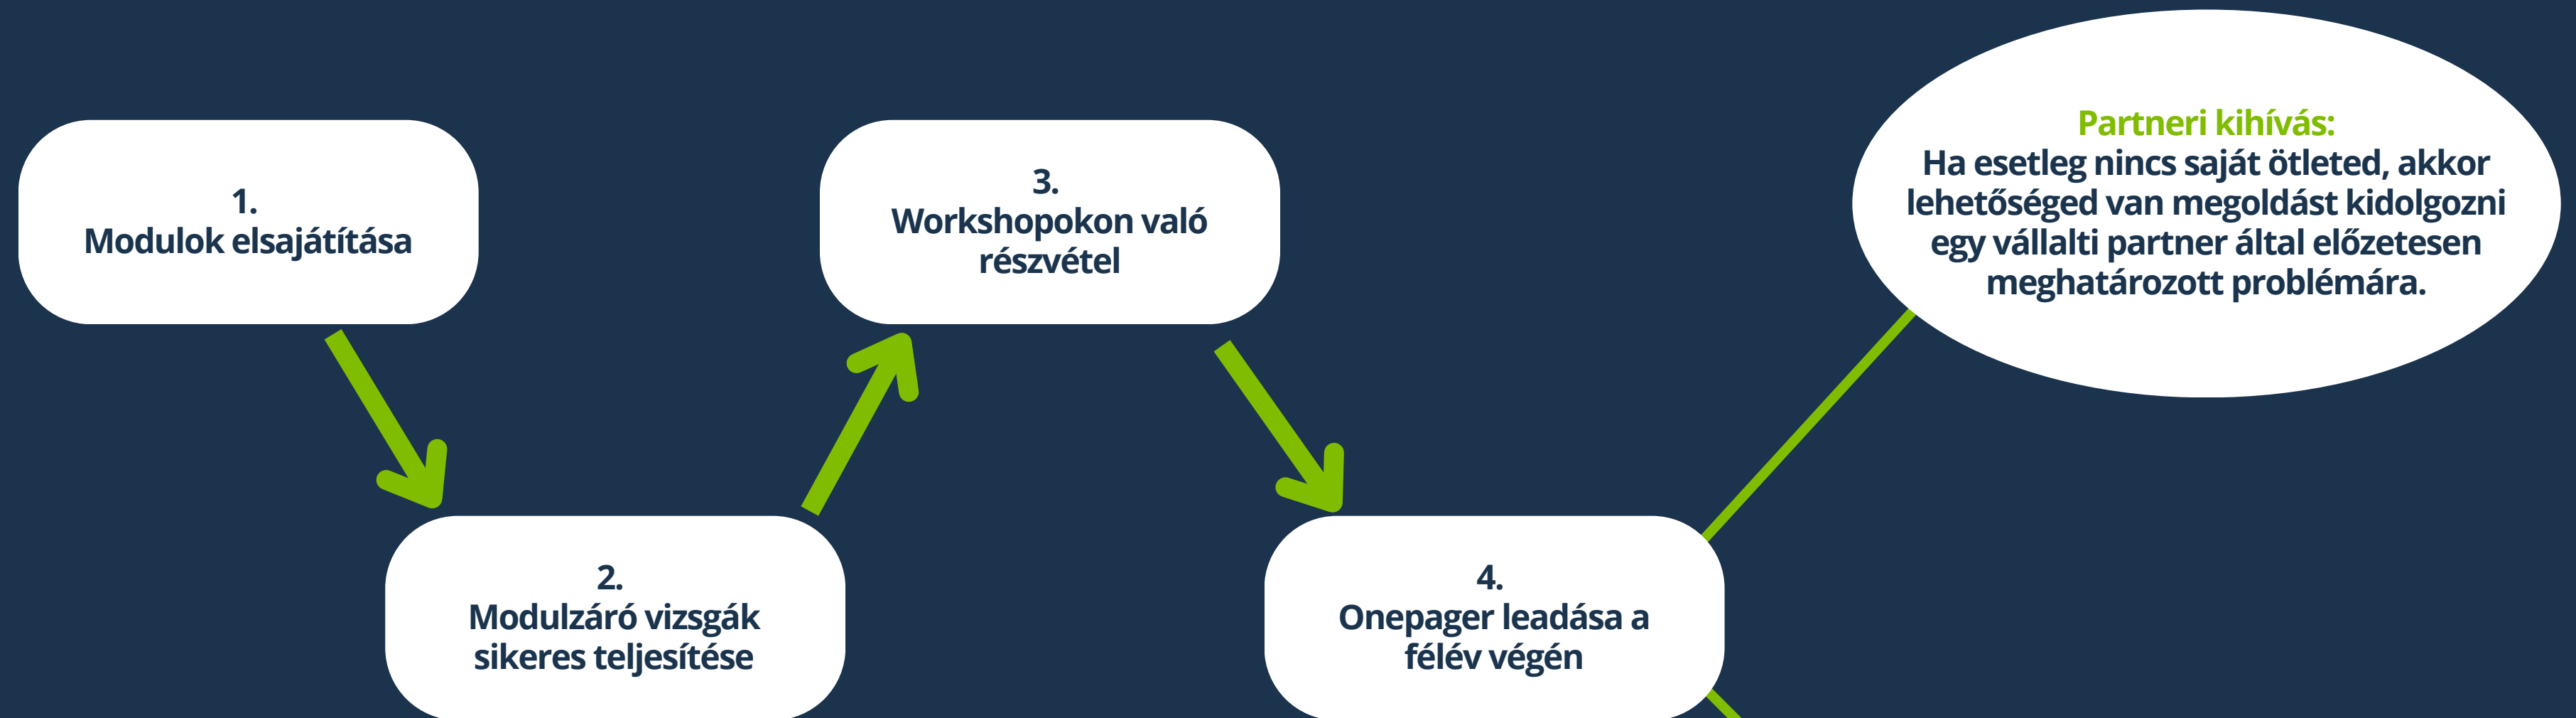 1.
Modulok elsajátítása
2.
Modulzáró vizsgák
sikeres teljesítése
3.
Workshopokon való
részvétel
4.
Onepager leadása a
félév végén
Partneri kihívás:
Ha esetleg nincs saját ötleted, akkor
lehetőséged van megoldást kidolgozni
egy vállalti partner által előzetesen
meghatározott problémára.